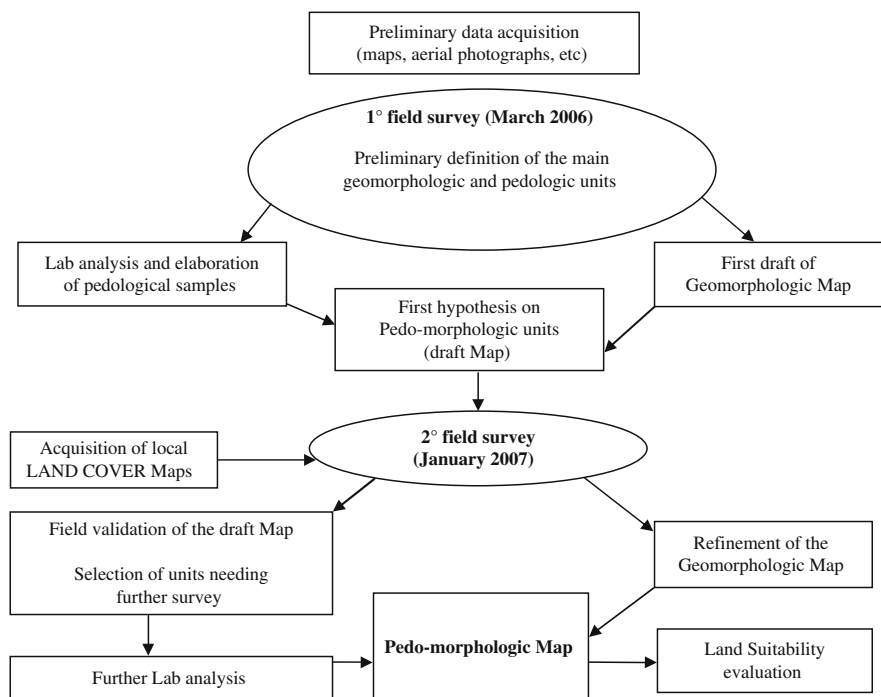 Preliminary data acquisition
(maps, aerial photographs, etc)
1° field survey (March 2006)
Preliminary definition of the main
geomorphologic and pedologic units
Lab analysis and elaboration
of pedological samples
First draft of
Geomorphologic Map
First hypothesis on
Pedo-morphologic units
(draft Map)
Acquisition of local
LAND COVER Maps
2° field survey
(January 2007)
Field validation of the draft Map
Selection of units needing
further survey
Refinement of the
Geomorphologic Map
Further Lab analysis
Pedo-morphologic Map
Land Suitability
evaluation